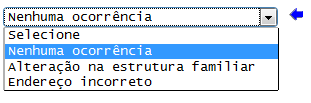 Nenhuma ocorrência
Selecione
Nenhuma ocorrência
Alteração na estrutura familiar
Endereço incorreto